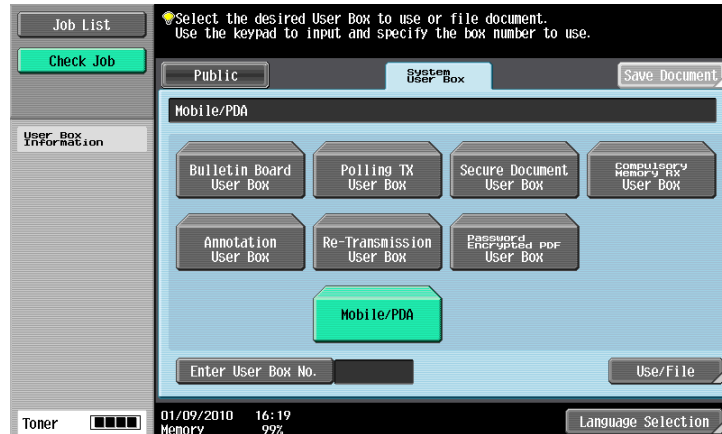 Job List
Check Job
User Box
Information
Toner
Select the desired User Box to use or file document.
Use the keypad to input and specify the box number to use.
Public
System
User Box
Save Document
Mobile/PDA
Bulletin Board
User Box
Polling TX
User Box
Secure Document
User Box
Compulsory
Memory RX
User Box
Annotation
User Box
Re-Transmission
User Box
Password
Encrypted PDF
User Box
Mobile/PDA
Enter User Box No.
Use/File
01/09/2010 16:19
Memory 99%
Language Selection